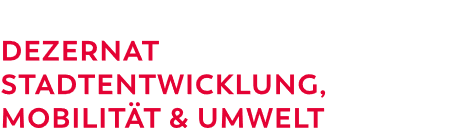 DEZERNAT
STADTENTWICKLUNG,
MOBILITÄT & UMWELT